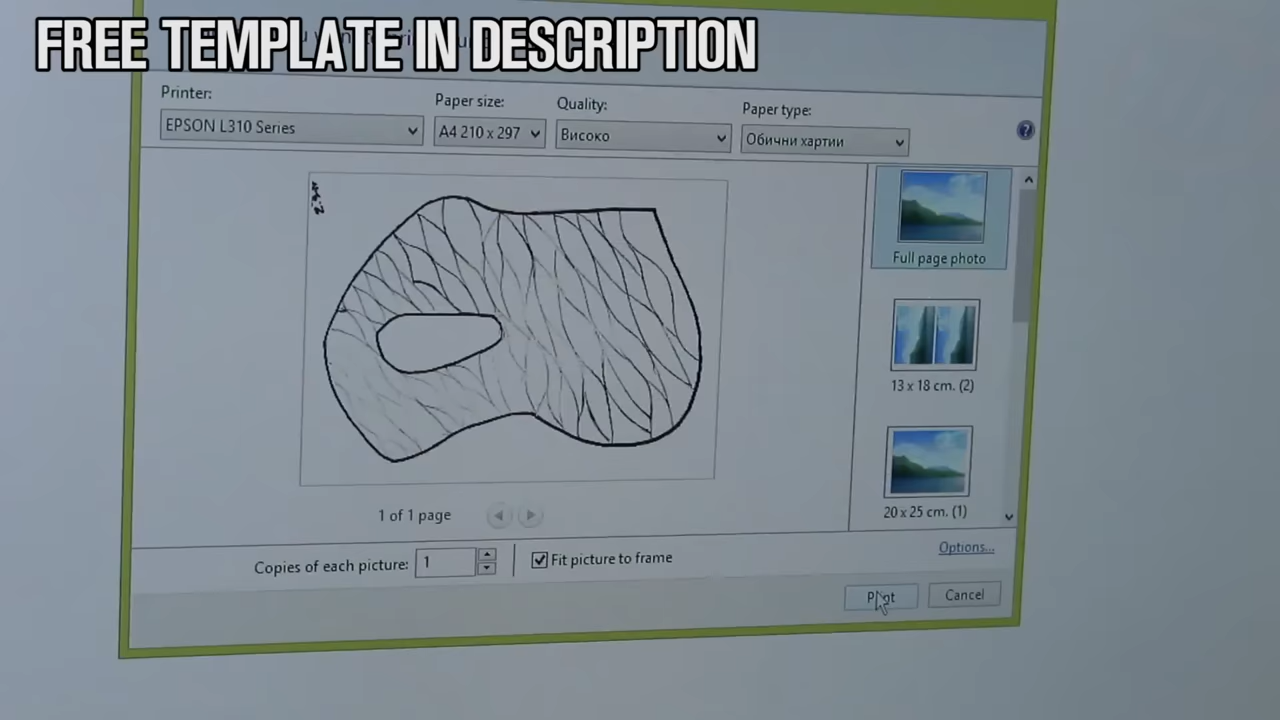 FREE TEMPLATE IN DESCRIPTION
Printer:
Paper size:
Quality:
Paper type:
EPSON L310 Series
A4 210 x 297
Високо
Обични хартии
Full page photo
13 x 18 cm. (2)
20 x 25 cm. (1)
1 of 1 page
Copies of each picture:
1
Fit picture to frame
Options...
Print
Cancel